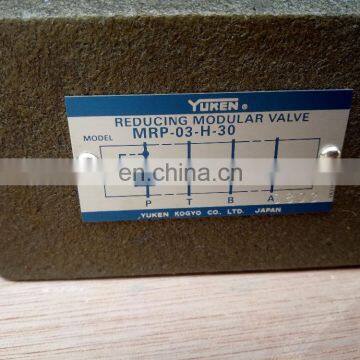 YUKEN ®
REDUCING MODULAR VALVE
MODEL MRP-03-H-30
en.china.cn
P T B A
YUKEN KOGYO CO., LTD. JAPAN